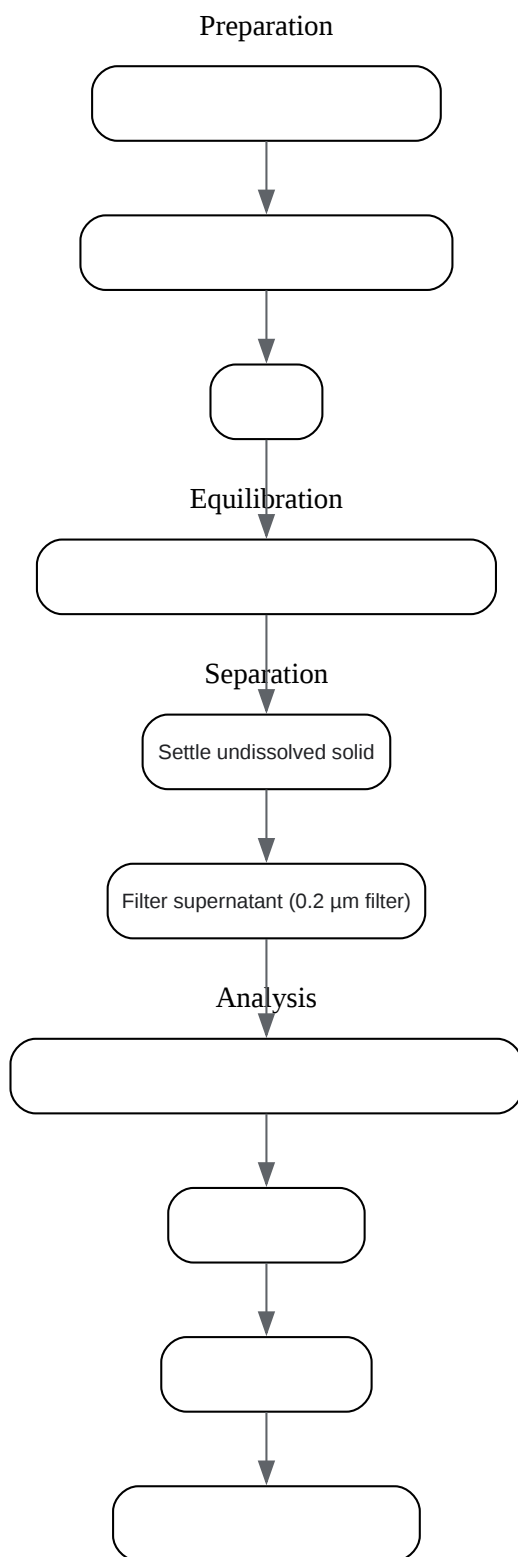 Preparation
Equilibration
Separation
Settle undissolved solid
Filter supernatant (0.2 µm filter)
Analysis